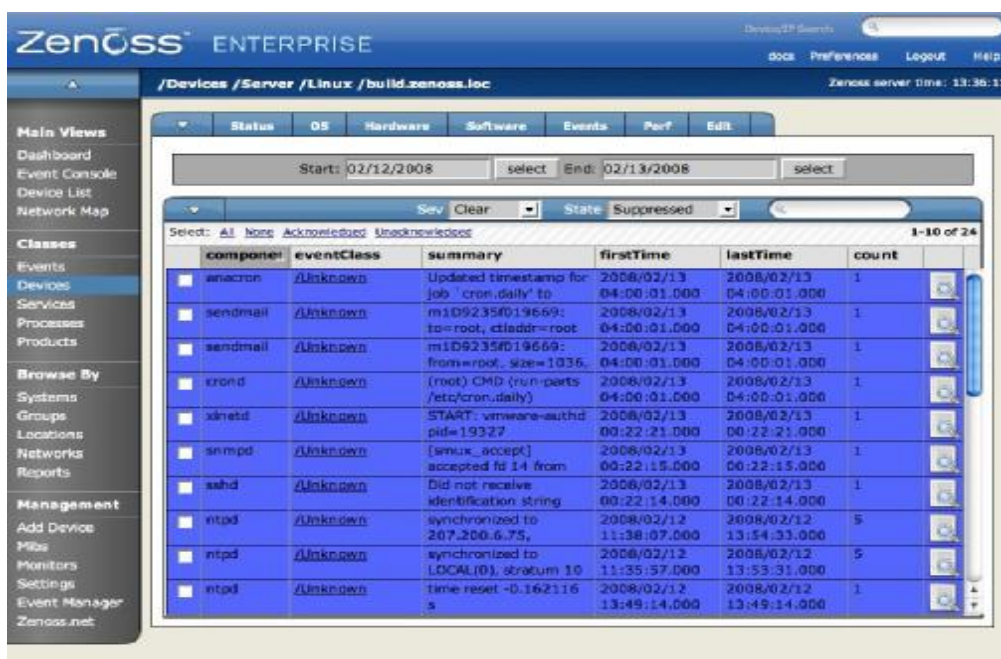 Zenoss ENTERPRISE
Device/IP Search
docs Preferences Logout Help
/Devices /Server /Linux /build.zenoss.loc
Zenoss server time: 13:36:1
Main Views
Dashboard
Event Console
Device List
Network Map
Classes
Events
Devices
Services
Processes
Products
Browse By
Systems
Groups
Locations
Networks
Reports
Management
Add Device
Mibs
Monitors
Settings
Event Manager
Zenoss.net
Status OS Hardware Software Events Perf Edit
Start: 02/12/2008 select End: 02/13/2008 select
Sev Clear State Suppressed
Select: All None Acknowledged Unacknowledged 1-10 of 24
componen eventClass summary firstTime lastTime count
anacron /Unknown Updated timestamp for 2008/02/13 2008/02/13 1
job `cron.daily' to 04:00:01.000 04:00:01.000
sendmail /Unknown m1D9235f019669: 2008/02/13 2008/02/13 1
to=root, ctladdr=root 04:00:01.000 04:00:01.000
sendmail /Unknown m1D9235f019669: 2008/02/13 2008/02/13 1
from=root, size=1036, 04:00:01.000 04:00:01.000
crond /Unknown (root) CMD (run-parts 2008/02/13 2008/02/13 1
/etc/cron.daily) 04:00:01.000 04:00:01.000
xinetd /Unknown START: vmware-authd 2008/02/13 2008/02/13 1
pid=19327 00:22:21.000 00:22:21.000
snmpd /Unknown [smux_accept] 2008/02/13 2008/02/13 1
accepted fd 14 from 00:22:15.000 00:22:15.000
sshd /Unknown Did not receive 2008/02/13 2008/02/13 1
identification string 00:22:14.000 00:22:14.000
ntpd /Unknown synchronized to 2008/02/12 2008/02/12 5
207.200.6.75, 11:38:07.000 13:54:33.000
ntpd /Unknown synchronized to 2008/02/12 2008/02/12 5
LOCAL(0), stratum 10 11:35:57.000 13:53:31.000
ntpd /Unknown time reset -0.162116 2008/02/12 2008/02/12 1
s 13:49:14.000 13:49:14.000